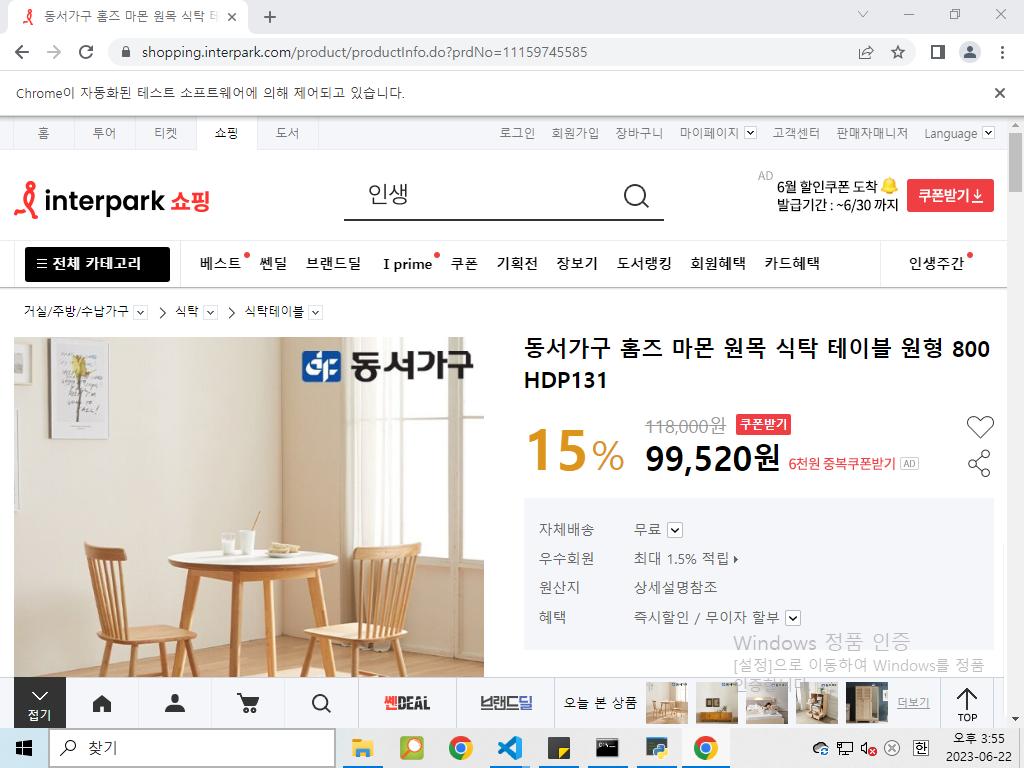 동서가구 홈즈 마몬 원목 식탁 테
shopping.interpark.com/product/productInfo.do?prdNo=11159745585
Chrome이 자동화된 테스트 소프트웨어에 의해 제어되고 있습니다.
홈 투어 티켓 쇼핑 도서 로그인 회원가입 장바구니 마이페이지 고객센터 판매자매니저 Language
interpark 쇼핑
인생
AD
6월 할인쿠폰 도착
발급기간 : ~6/30 까지
쿠폰받기
전체 카테고리 베스트 쎈딜 브랜드딜 I prime 쿠폰 기획전 장보기 도서랭킹 회원혜택 카드혜택 인생주간
거실/주방/수납가구 식탁 식탁테이블
동서가구
동서가구 홈즈 마몬 원목 식탁 테이블 원형 800
HDP131
15%
118,000원 쿠폰받기
99,520원 6천원 중복쿠폰받기 AD
자체배송 무료
우수회원 최대 1.5% 적립
원산지 상세설명참조
혜택 즉시할인 / 무이자 할부
Windows 정품 인증
[설정]으로 이동하여 Windows를 정품
인증합니다.
접기
쎈DEAL 브랜드딜 오늘 본 상품 더보기 TOP
찾기
한
오후 3:55
2023-06-22